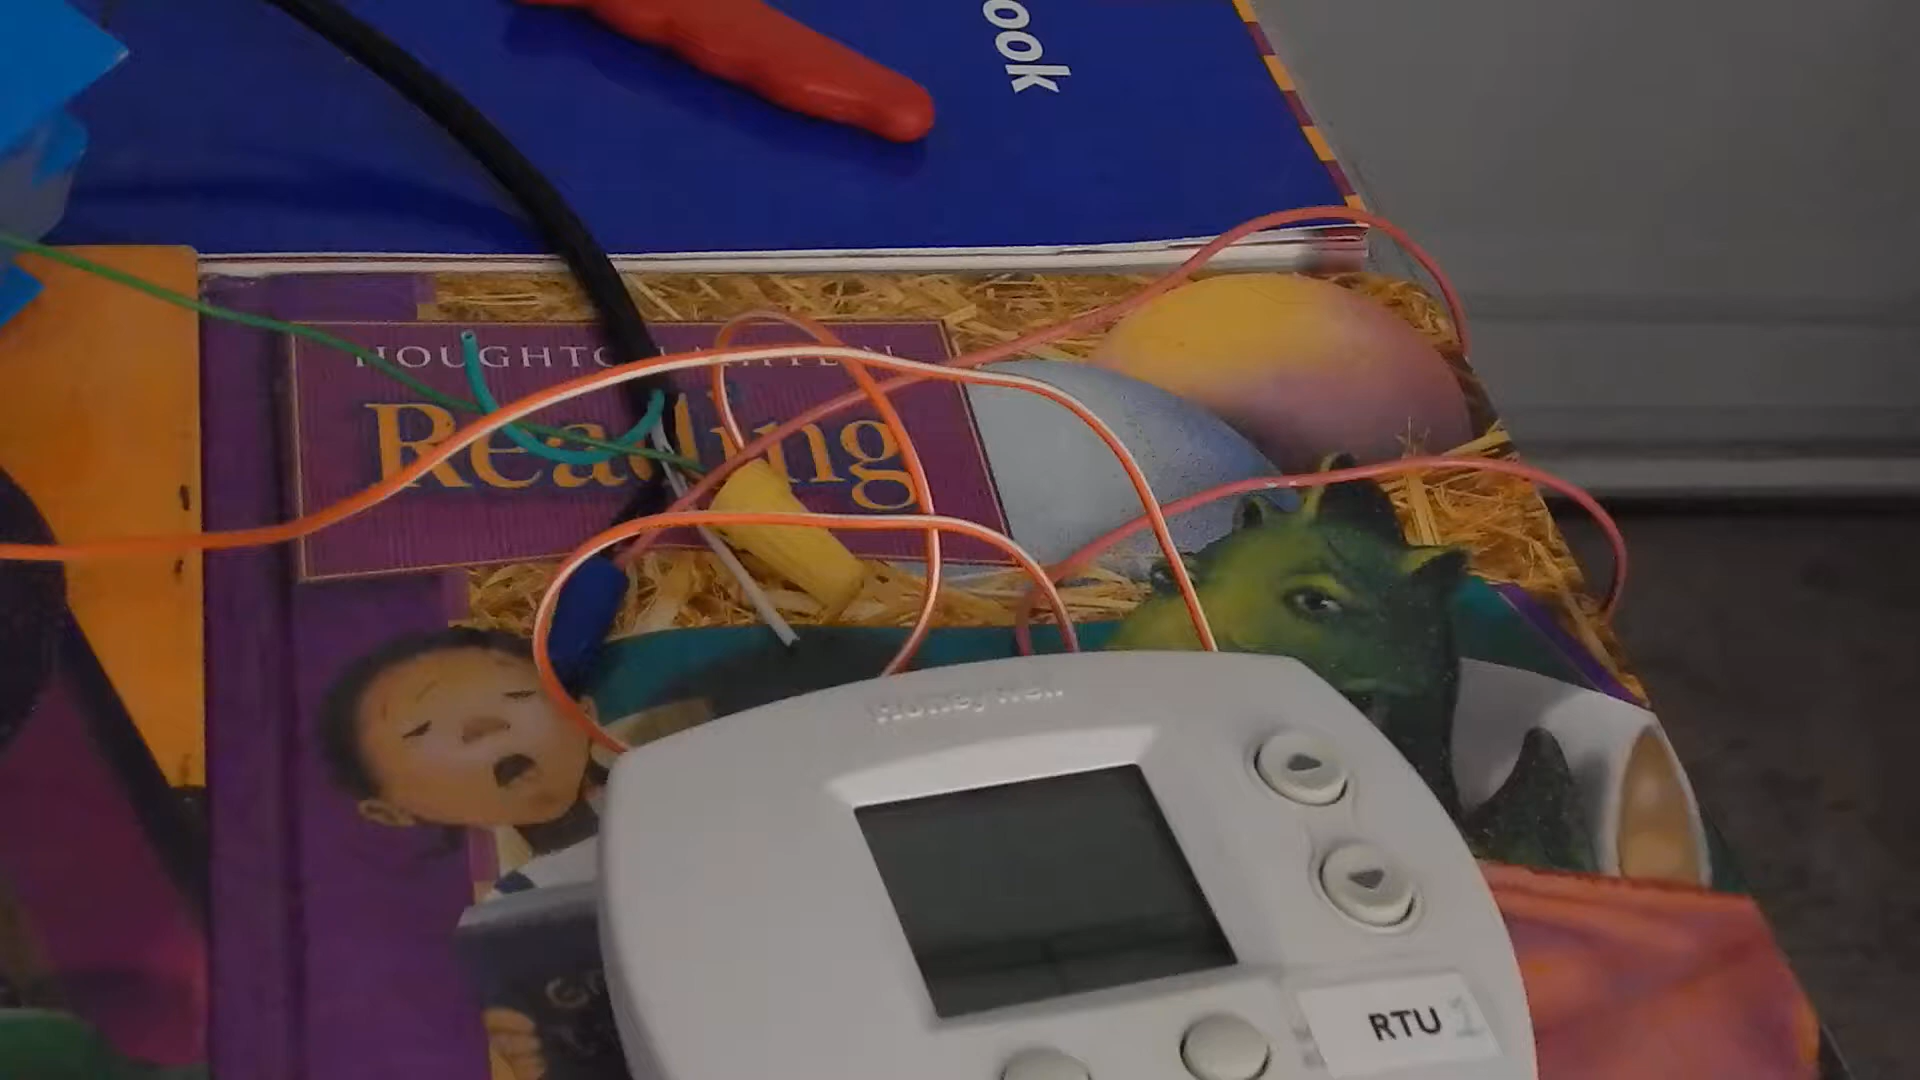 ook
HOUGHTON MIFFLIN
Reading
Honeywell
RTU 1